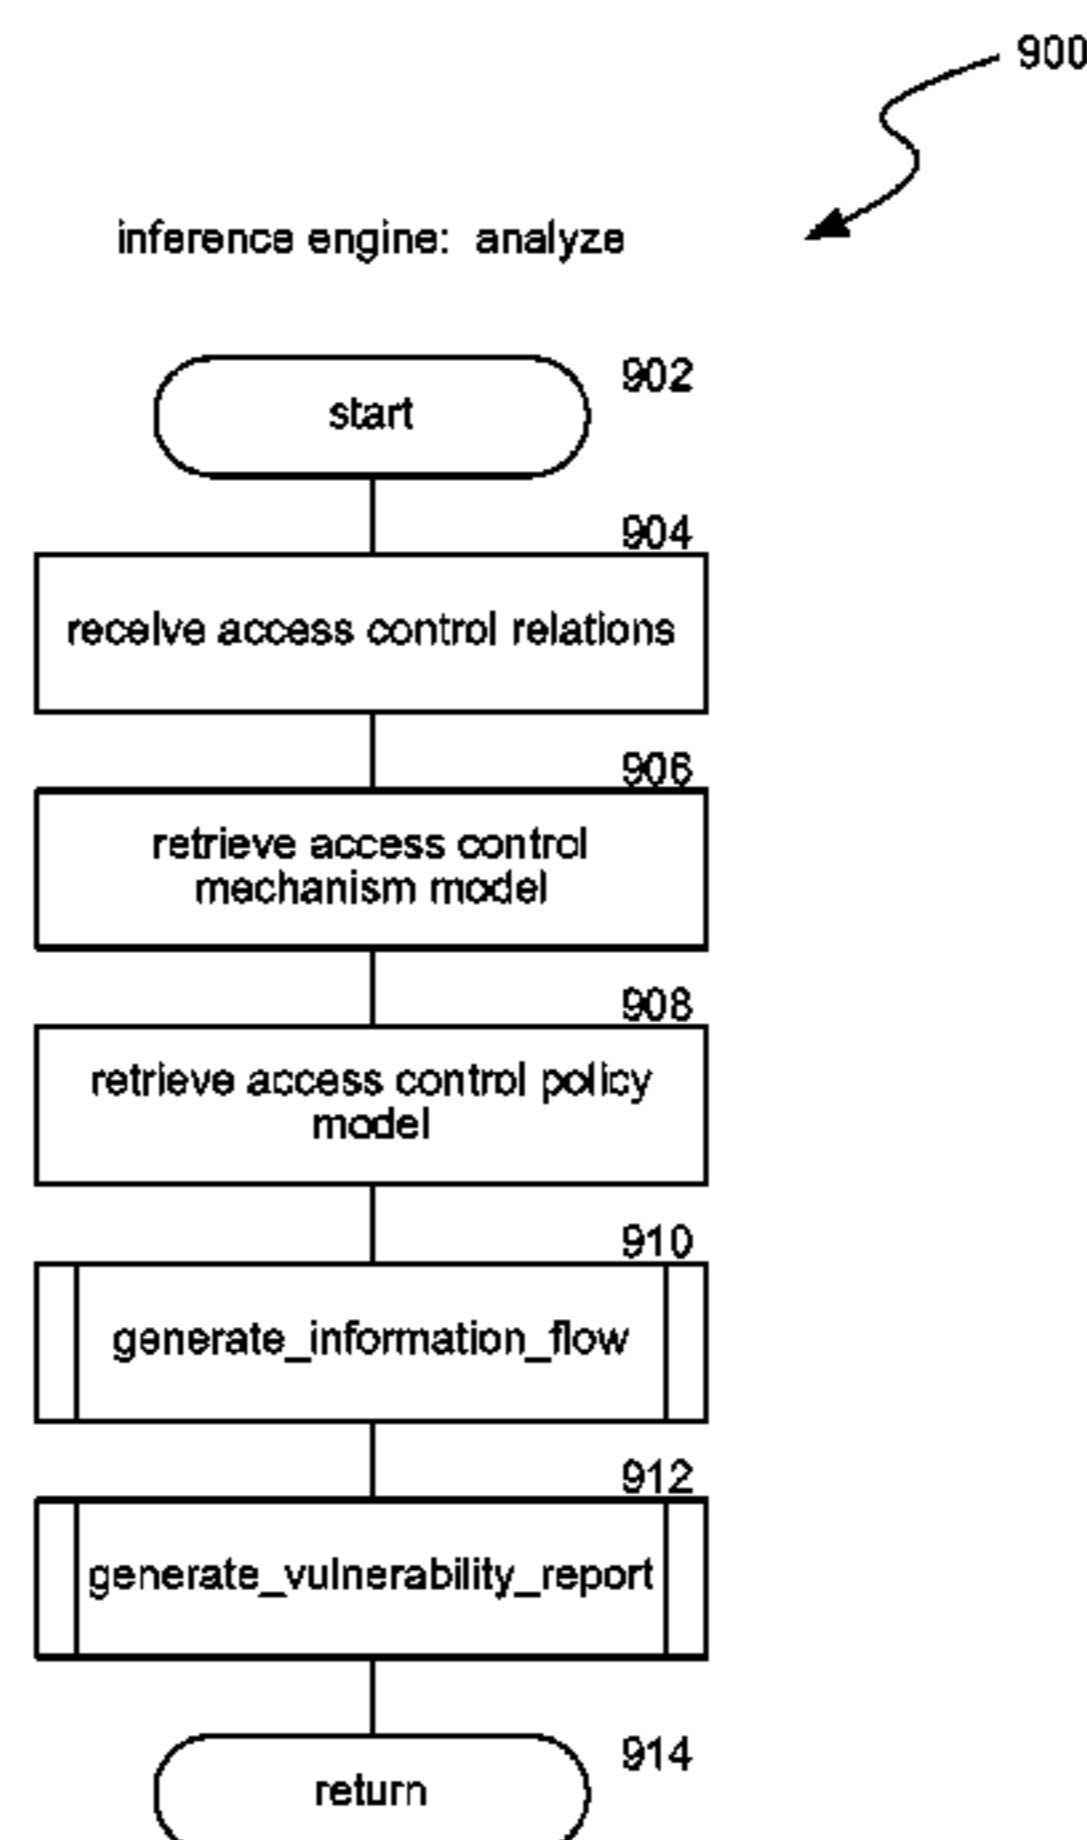 900
inference engine: analyze
902
start
904
receive access control relations
906
retrieve access control
mechanism model
908
retrieve access control policy
model
910
generate_information_flow
912
generate_vulnerability_report
914
return